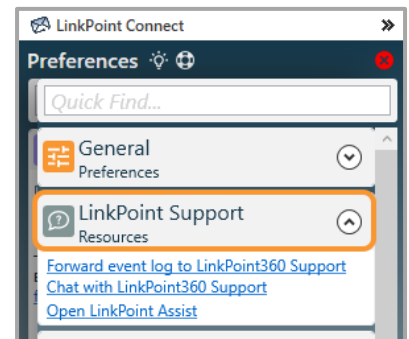 LinkPoint Connect
Preferences
Quick Find...
General
Preferences
LinkPoint Support
Resources
Forward event log to LinkPoint360 Support
Chat with LinkPoint360 Support
Open LinkPoint Assist